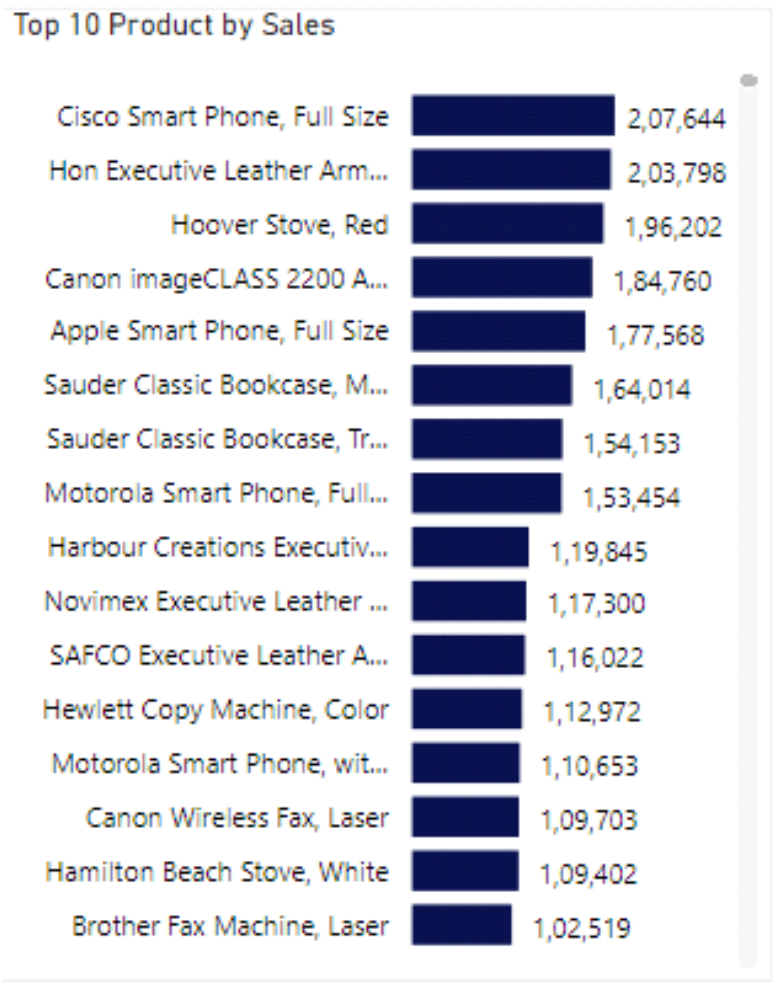 Top 10 Product by Sales
Cisco Smart Phone, Full Size 2,07,644
Hon Executive Leather Arm... 2,03,798
Hoover Stove, Red 1,96,202
Canon imageCLASS 2200 A... 1,84,760
Apple Smart Phone, Full Size 1,77,568
Sauder Classic Bookcase, M... 1,64,014
Sauder Classic Bookcase, Tr... 1,54,153
Motorola Smart Phone, Full... 1,53,454
Harbour Creations Executiv... 1,19,845
Novimex Executive Leather ... 1,17,300
SAFCO Executive Leather A... 1,16,022
Hewlett Copy Machine, Color 1,12,972
Motorola Smart Phone, wit... 1,10,653
Canon Wireless Fax, Laser 1,09,703
Hamilton Beach Stove, White 1,09,402
Brother Fax Machine, Laser 1,02,519